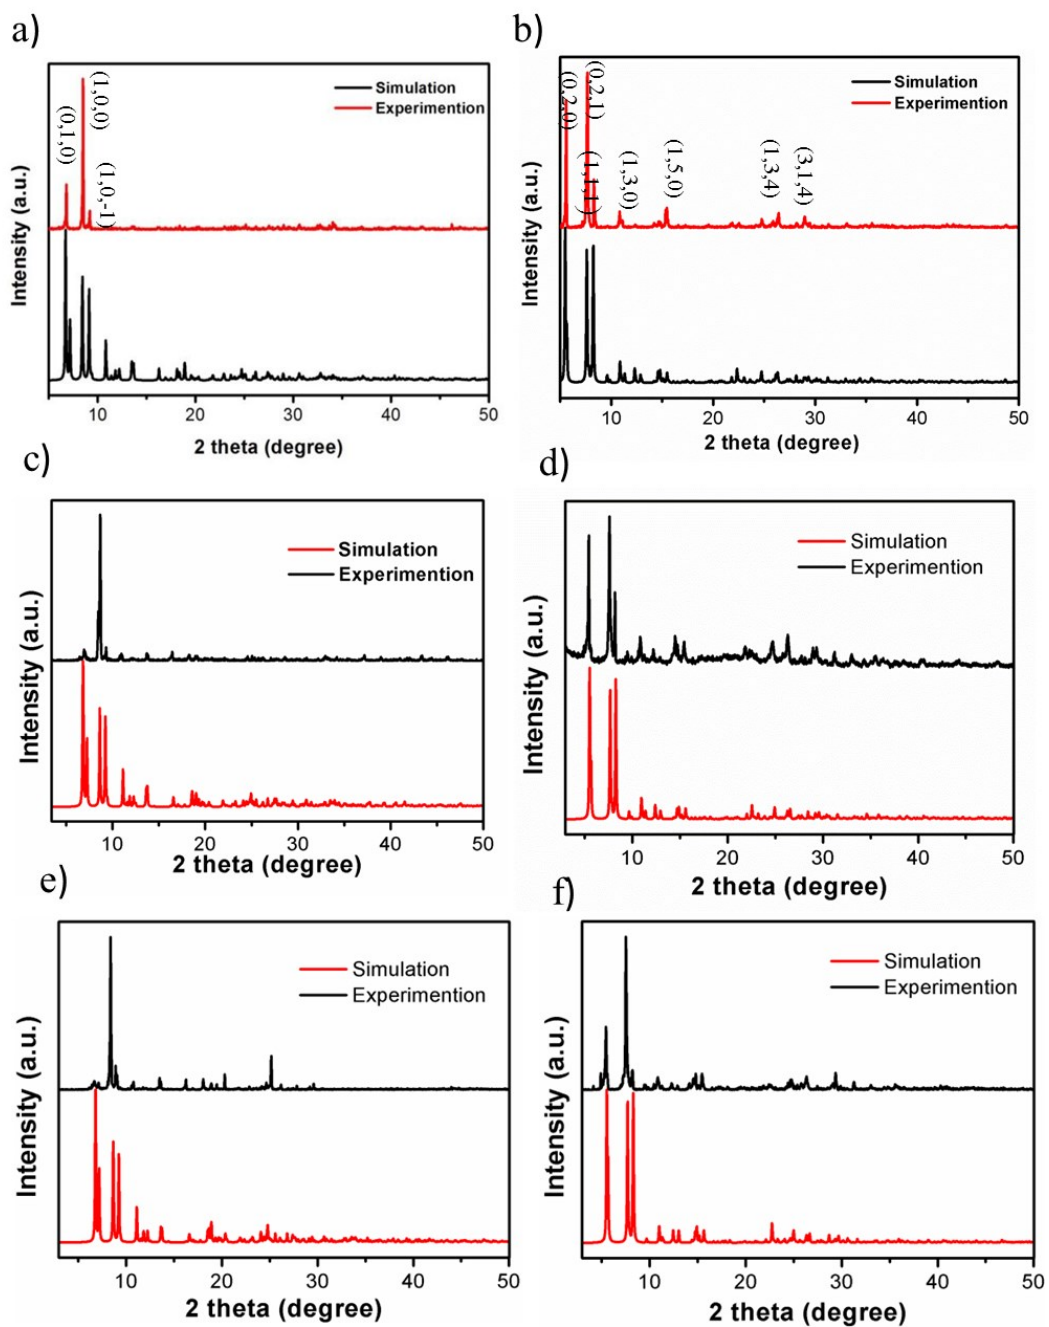 a)
Simulation
Experimention
(0,1,0)
(1,0,0)
(1,0,-1)
Intensity (a.u.)
10 20 30 40 50
2 theta (degree)
b)
Simulation
Experimention
(0,2,0)
(0,2,1)
(1,1,1)
(1,3,0)
(1,5,0)
(1,3,4)
(3,1,4)
Intensity (a.u.)
10 20 30 40 50
2 theta (degree)
c)
Simulation
Experimention
Intensity (a.u.)
10 20 30 40 50
2 theta (degree)
d)
Simulation
Experimention
Intensity (a.u.)
10 20 30 40 50
2 theta (degree)
e)
Simulation
Experimention
Intensity (a.u.)
10 20 30 40 50
2 theta (degree)
f)
Simulation
Experimention
Intensity (a.u.)
10 20 30 40 50
2 theta (degree)